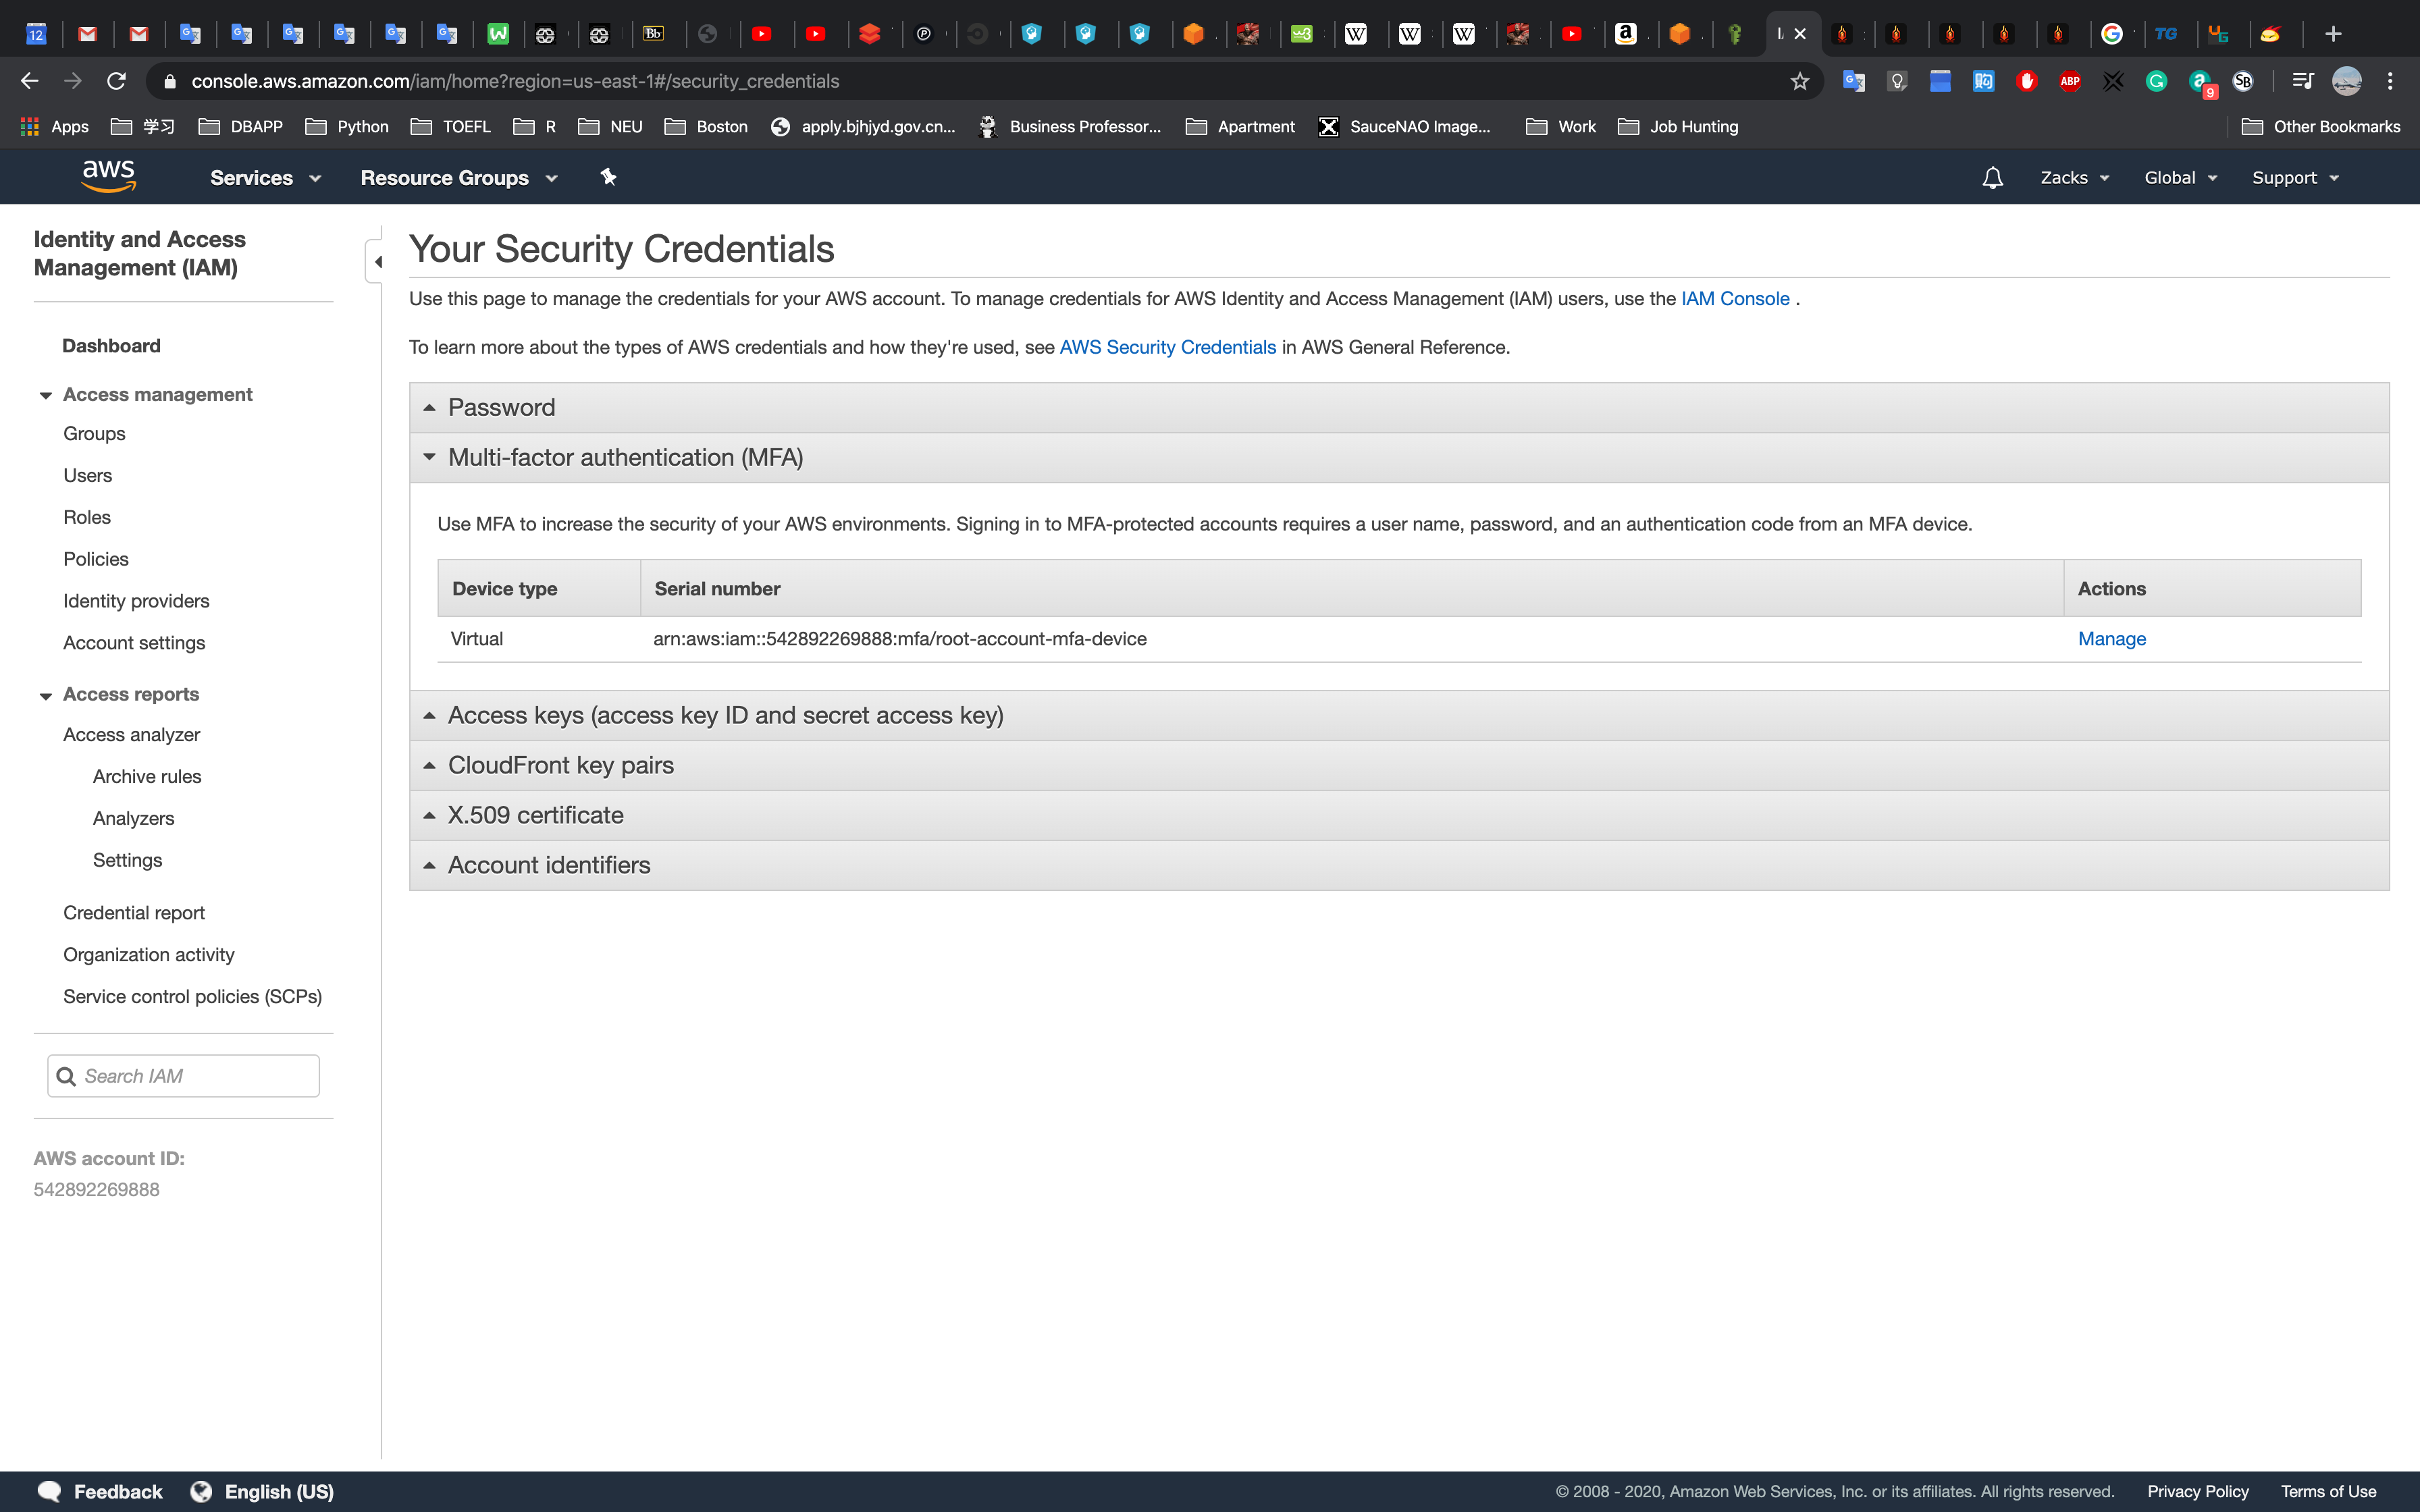 12
Bb
P
W
W
W
a
TG
console.aws.amazon.com/iam/home?region=us-east-1#/security_credentials
ABP
9
SB
Apps
学习
DBAPP
Python
TOEFL
R
NEU
Boston
apply.bjhjyd.gov.cn...
Business Professor...
Apartment
SauceNAO Image...
Work
Job Hunting
Other Bookmarks
aws
Services
Resource Groups
Zacks
Global
Support
Identity and Access
Management (IAM)
Dashboard
Access management
Groups
Users
Roles
Policies
Identity providers
Account settings
Access reports
Access analyzer
Archive rules
Analyzers
Settings
Credential report
Organization activity
Service control policies (SCPs)
Search IAM
AWS account ID:
542892269888
Your Security Credentials
Use this page to manage the credentials for your AWS account. To manage credentials for AWS Identity and Access Management (IAM) users, use the IAM Console .
To learn more about the types of AWS credentials and how they're used, see AWS Security Credentials in AWS General Reference.
Password
Multi-factor authentication (MFA)
Use MFA to increase the security of your AWS environments. Signing in to MFA-protected accounts requires a user name, password, and an authentication code from an MFA device.
Device type Serial number Actions
Virtual arn:aws:iam::542892269888:mfa/root-account-mfa-device Manage
Access keys (access key ID and secret access key)
CloudFront key pairs
X.509 certificate
Account identifiers
Feedback
English (US)
© 2008 - 2020, Amazon Web Services, Inc. or its affiliates. All rights reserved.
Privacy Policy
Terms of Use